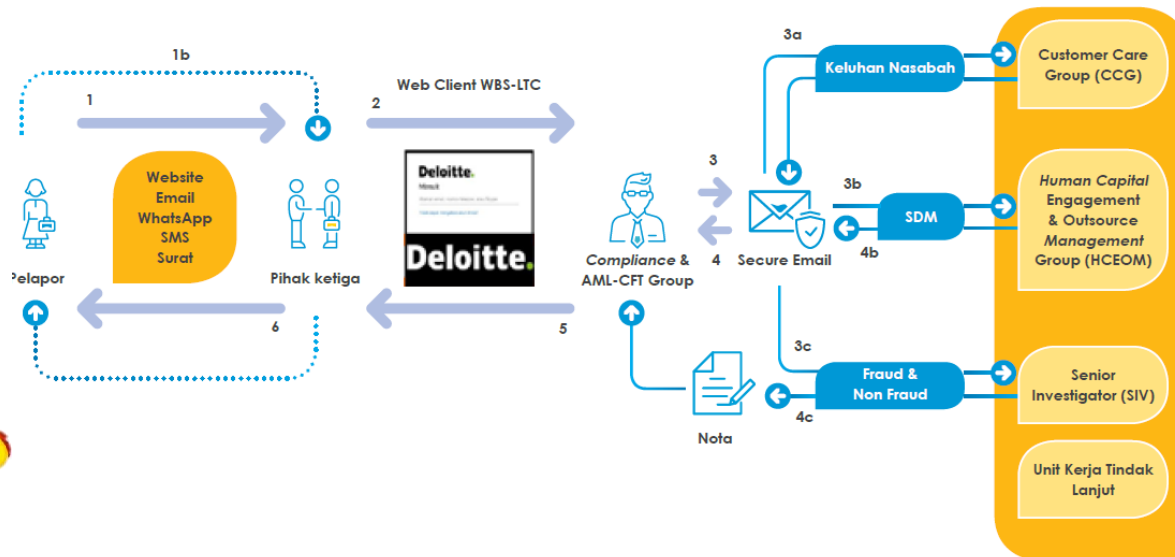 1b
1
Website
Email
WhatsApp
SMS
Surat
Pelapor
Pihak ketiga
6
2
Web Client WBS-LTC
Deloitte.
Masuk
Deloitte.
5
Compliance &
AML-CFT Group
3
4
Secure Email
3a
Keluhan Nasabah
3b
SDM
4b
3c
Fraud &
Non Fraud
4c
Nota
Customer Care
Group (CCG)
Human Capital
Engagement
& Outsource
Management
Group (HCEOM)
Senior
Investigator (SIV)
Unit Kerja Tindak
Lanjut